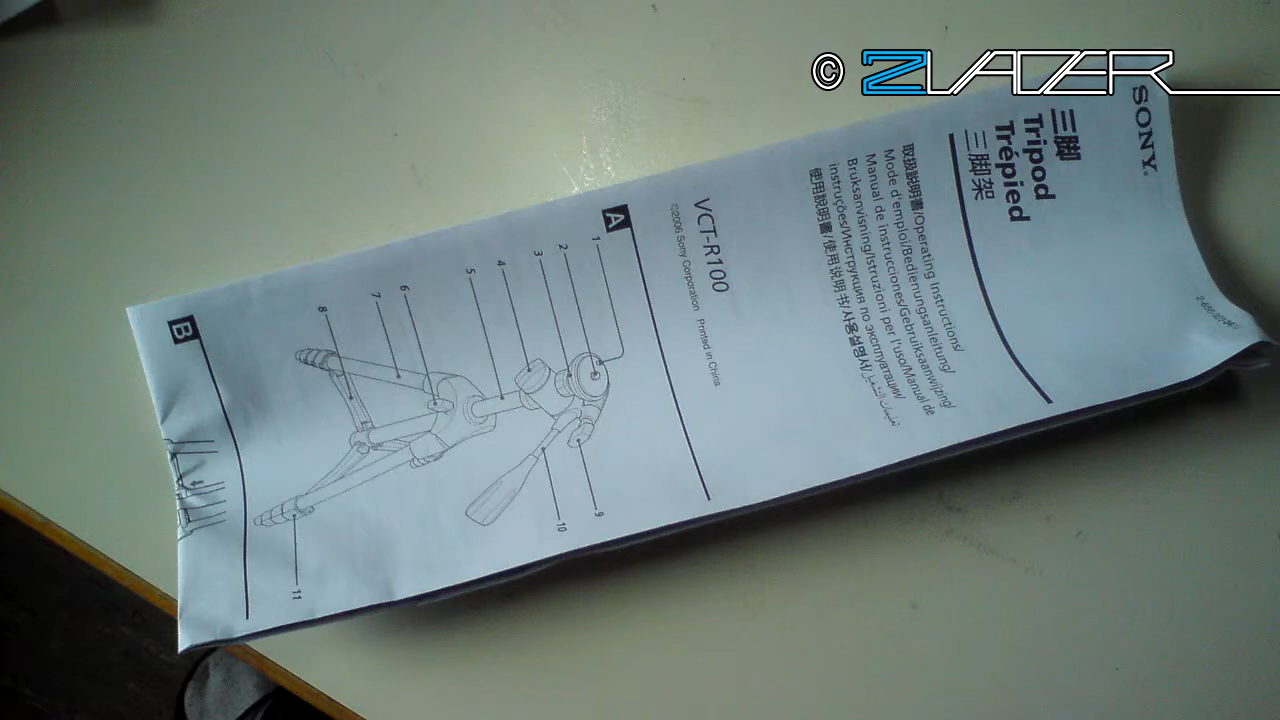 © ZLADER
SONY®
三脚
Tripod
Trépied
三脚架
取扱説明書/Operating Instructions/
Mode d'emploi/Bedienungsanleitung/
Manual de instrucciones/Gebruiksaanwijzing/
Bruksanvisning/Istruzioni per l'uso/Manual de
instruções/Инструкция по эксплуатации/
使用說明書/使用说明书/사용설명서/
VCT-R100
©2006 Sony Corporation Printed in China
A
1
2
3
4
5
6
7
8
9
10
11
B